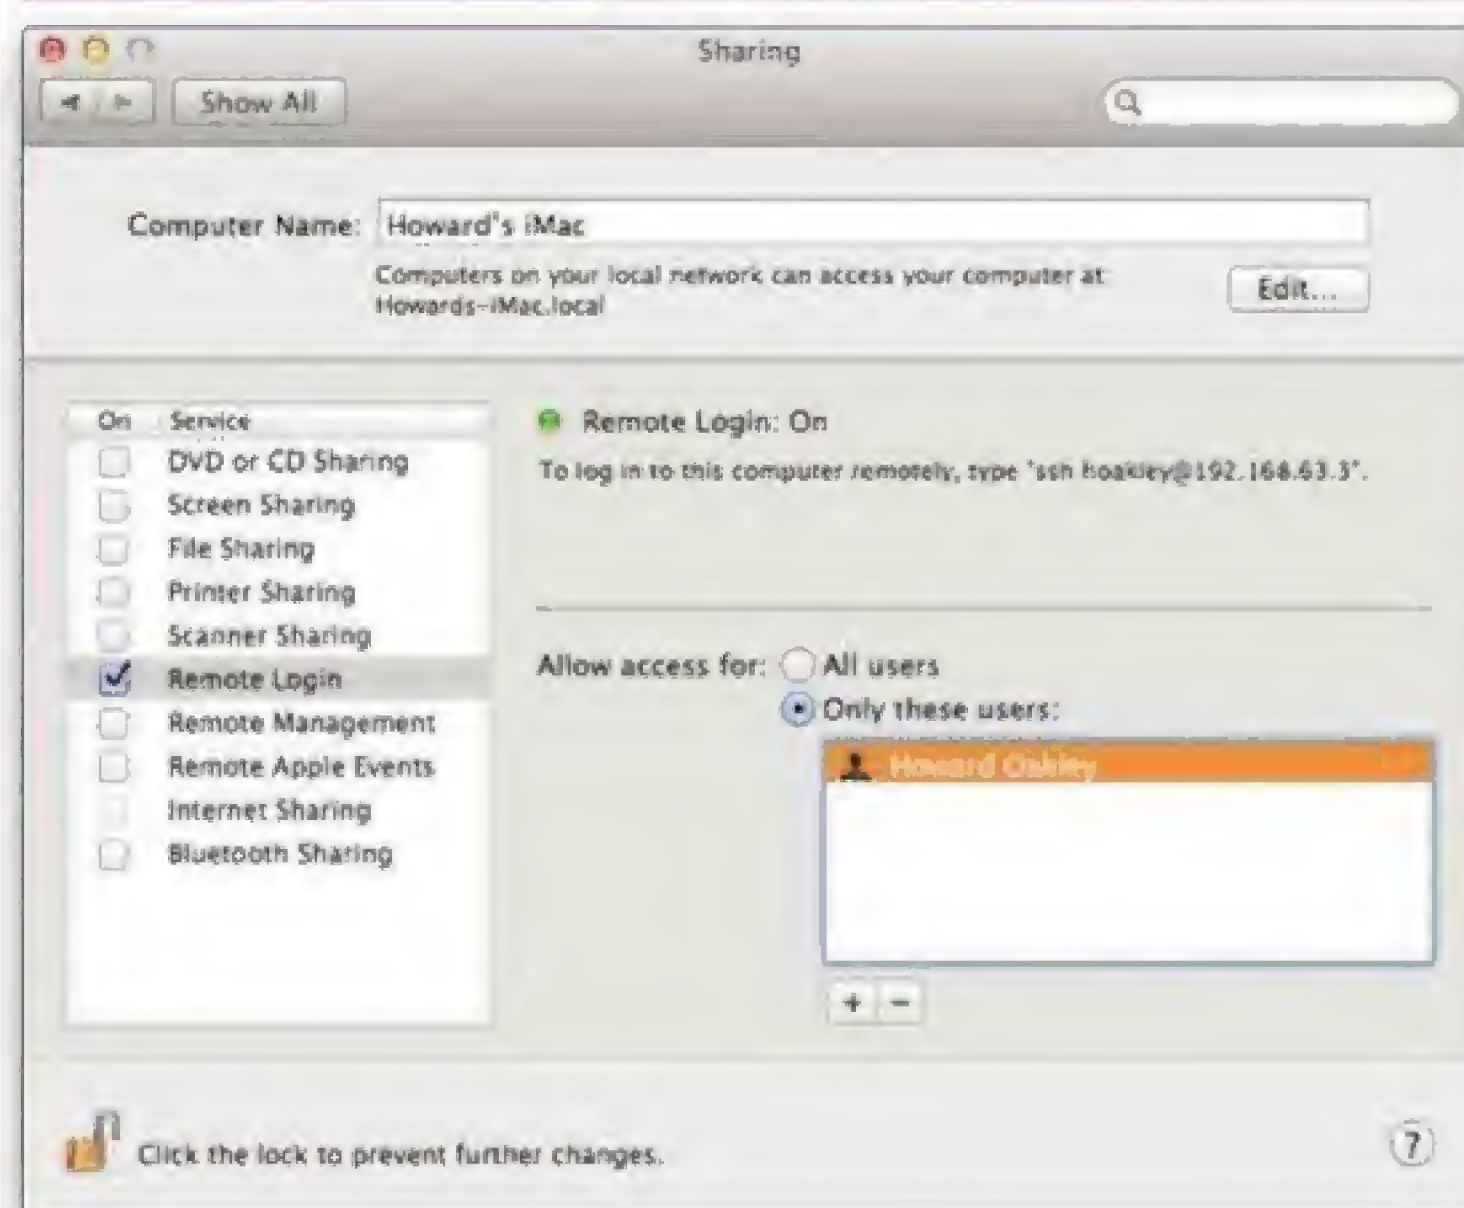 Sharing
Show All
Computer Name: Howard's iMac
Computers on your local network can access your computer at
Howards-iMac.local
Edit...
On Service
DVD or CD Sharing
Screen Sharing
File Sharing
Printer Sharing
Scanner Sharing
Remote Login
Remote Management
Remote Apple Events
Internet Sharing
Bluetooth Sharing
Remote Login: On
To log in to this computer remotely, type "ssh hoakley@192.168.63.3".
Allow access for: All users
Only these users:
Howard Oakley
+ -
Click the lock to prevent further changes.
?